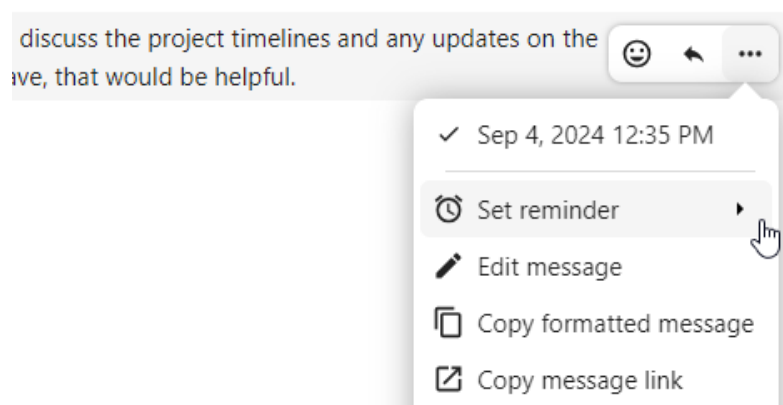 discuss the project timelines and any updates on the
ave, that would be helpful.
Sep 4, 2024 12:35 PM
Set reminder
Edit message
Copy formatted message
Copy message link